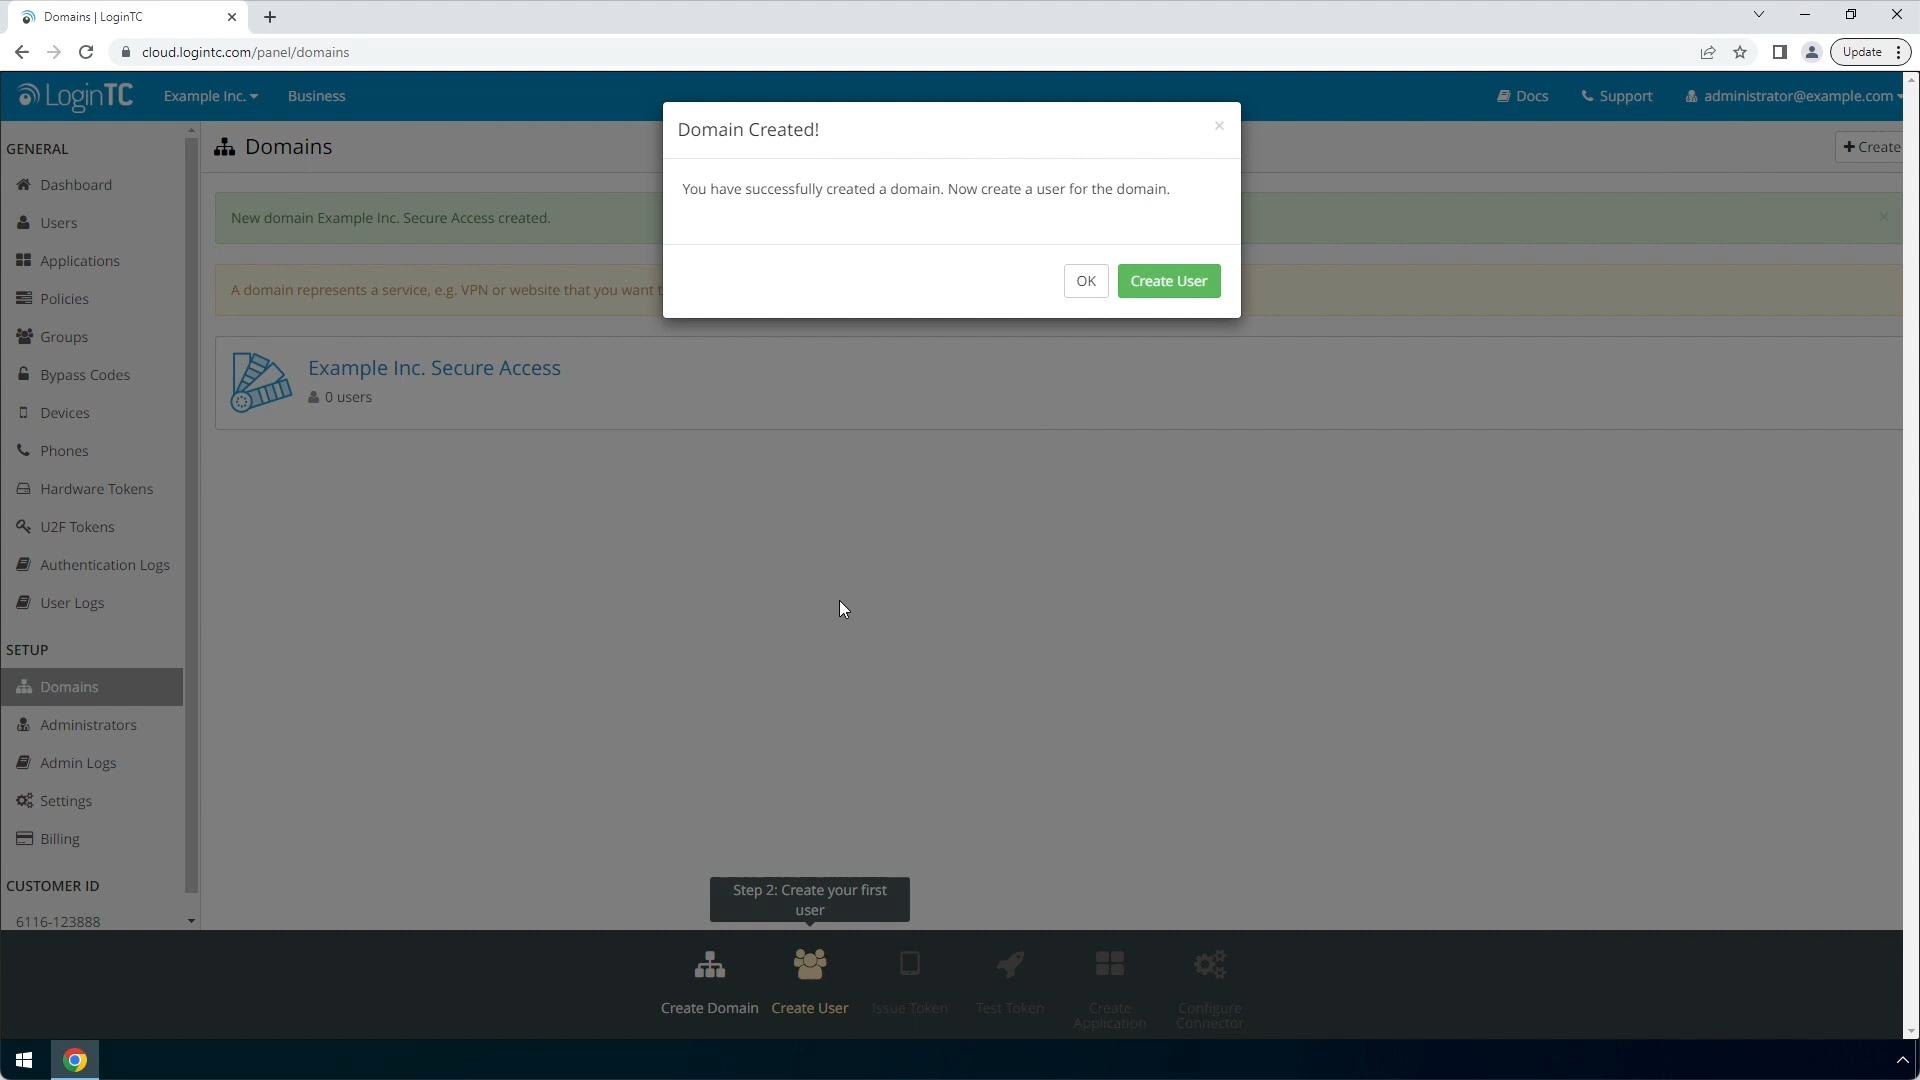 Domains | LoginTC
cloud.logintc.com/panel/domains
Update
LoginTC
Example Inc.
Business
Docs
Support
administrator@example.com
GENERAL
Dashboard
Users
Applications
Policies
Groups
Bypass Codes
Devices
Phones
Hardware Tokens
U2F Tokens
Authentication Logs
User Logs
SETUP
Domains
Administrators
Admin Logs
Settings
Billing
CUSTOMER ID
6116-123888
Domains
Create
New domain Example Inc. Secure Access created.
A domain represents a service, e.g. VPN or website that you want
Example Inc. Secure Access
0 users
Domain Created!
You have successfully created a domain. Now create a user for the domain.
OK
Create User
Step 2: Create your first
user
Create Domain
Create User
Issue Token
Test Token
Create
Application
Configure
Connector